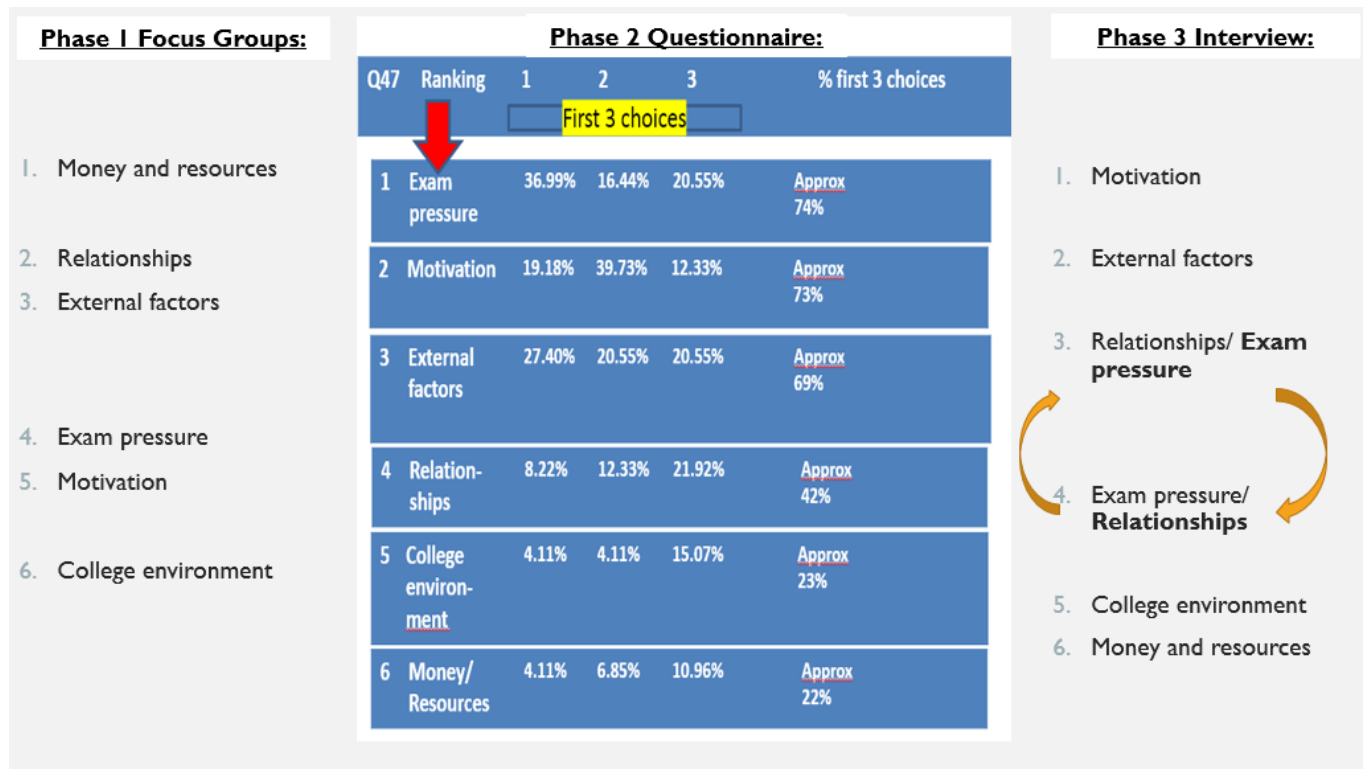 Phase 1 Focus Groups:
1. Money and resources
2. Relationships
3. External factors
4. Exam pressure
5. Motivation
6. College environment
Phase 2 Questionnaire:
Q47 Ranking 1 2 3 % first 3 choices
First 3 choices
1 Exam 36.99% 16.44% 20.55% Approx
pressure 74%
2 Motivation 19.18% 39.73% 12.33% Approx
73%
3 External 27.40% 20.55% 20.55% Approx
factors 69%
4 Relation- 8.22% 12.33% 21.92% Approx
ships 42%
5 College 4.11% 4.11% 15.07% Approx
environ- 23%
ment
6 Money/ 4.11% 6.85% 10.96% Approx
Resources 22%
Phase 3 Interview:
1. Motivation
2. External factors
3. Relationships/ Exam
pressure
4. Exam pressure/
Relationships
5. College environment
6. Money and resources